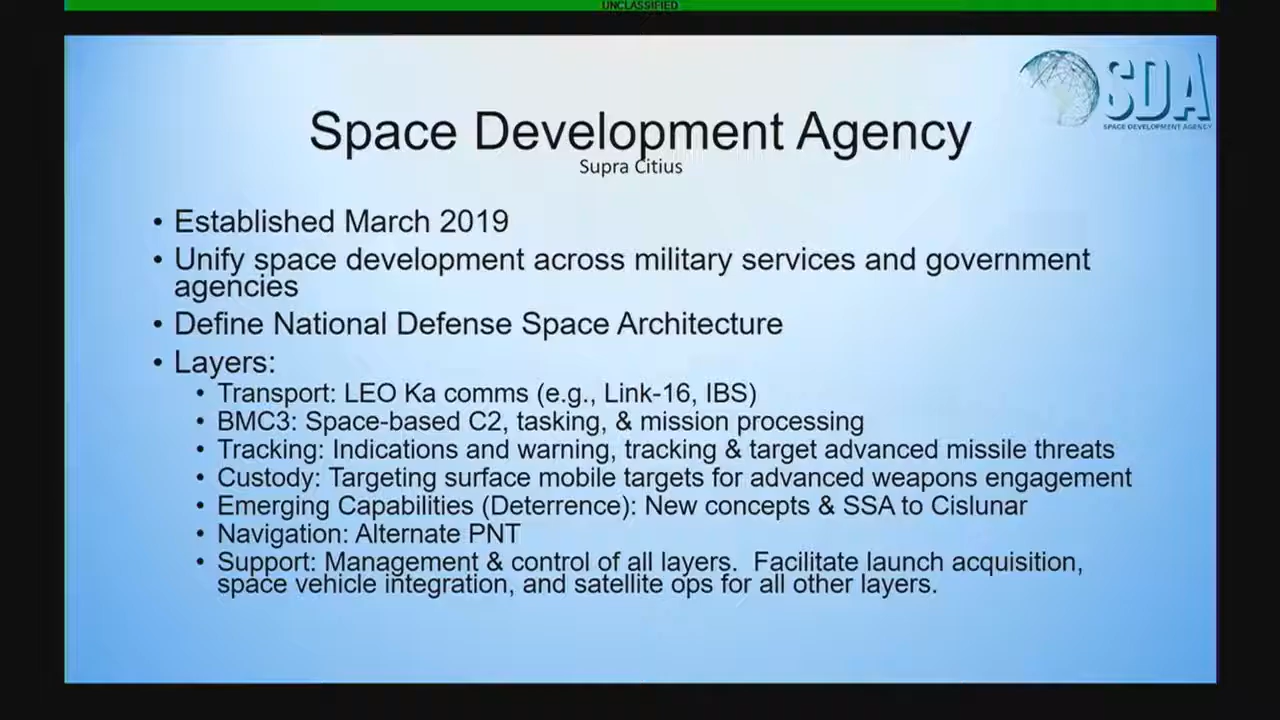 UNCLASSIFIED
SDA
SPACE DEVELOPMENT AGENCY
Space Development Agency
Supra Citius
• Established March 2019
• Unify space development across military services and government
agencies
• Define National Defense Space Architecture
• Layers:
• Transport: LEO Ka comms (e.g., Link-16, IBS)
• BMC3: Space-based C2, tasking, & mission processing
• Tracking: Indications and warning, tracking & target advanced missile threats
• Custody: Targeting surface mobile targets for advanced weapons engagement
• Emerging Capabilities (Deterrence): New concepts & SSA to Cislunar
• Navigation: Alternate PNT
• Support: Management & control of all layers.  Facilitate launch acquisition,
space vehicle integration, and satellite ops for all other layers.